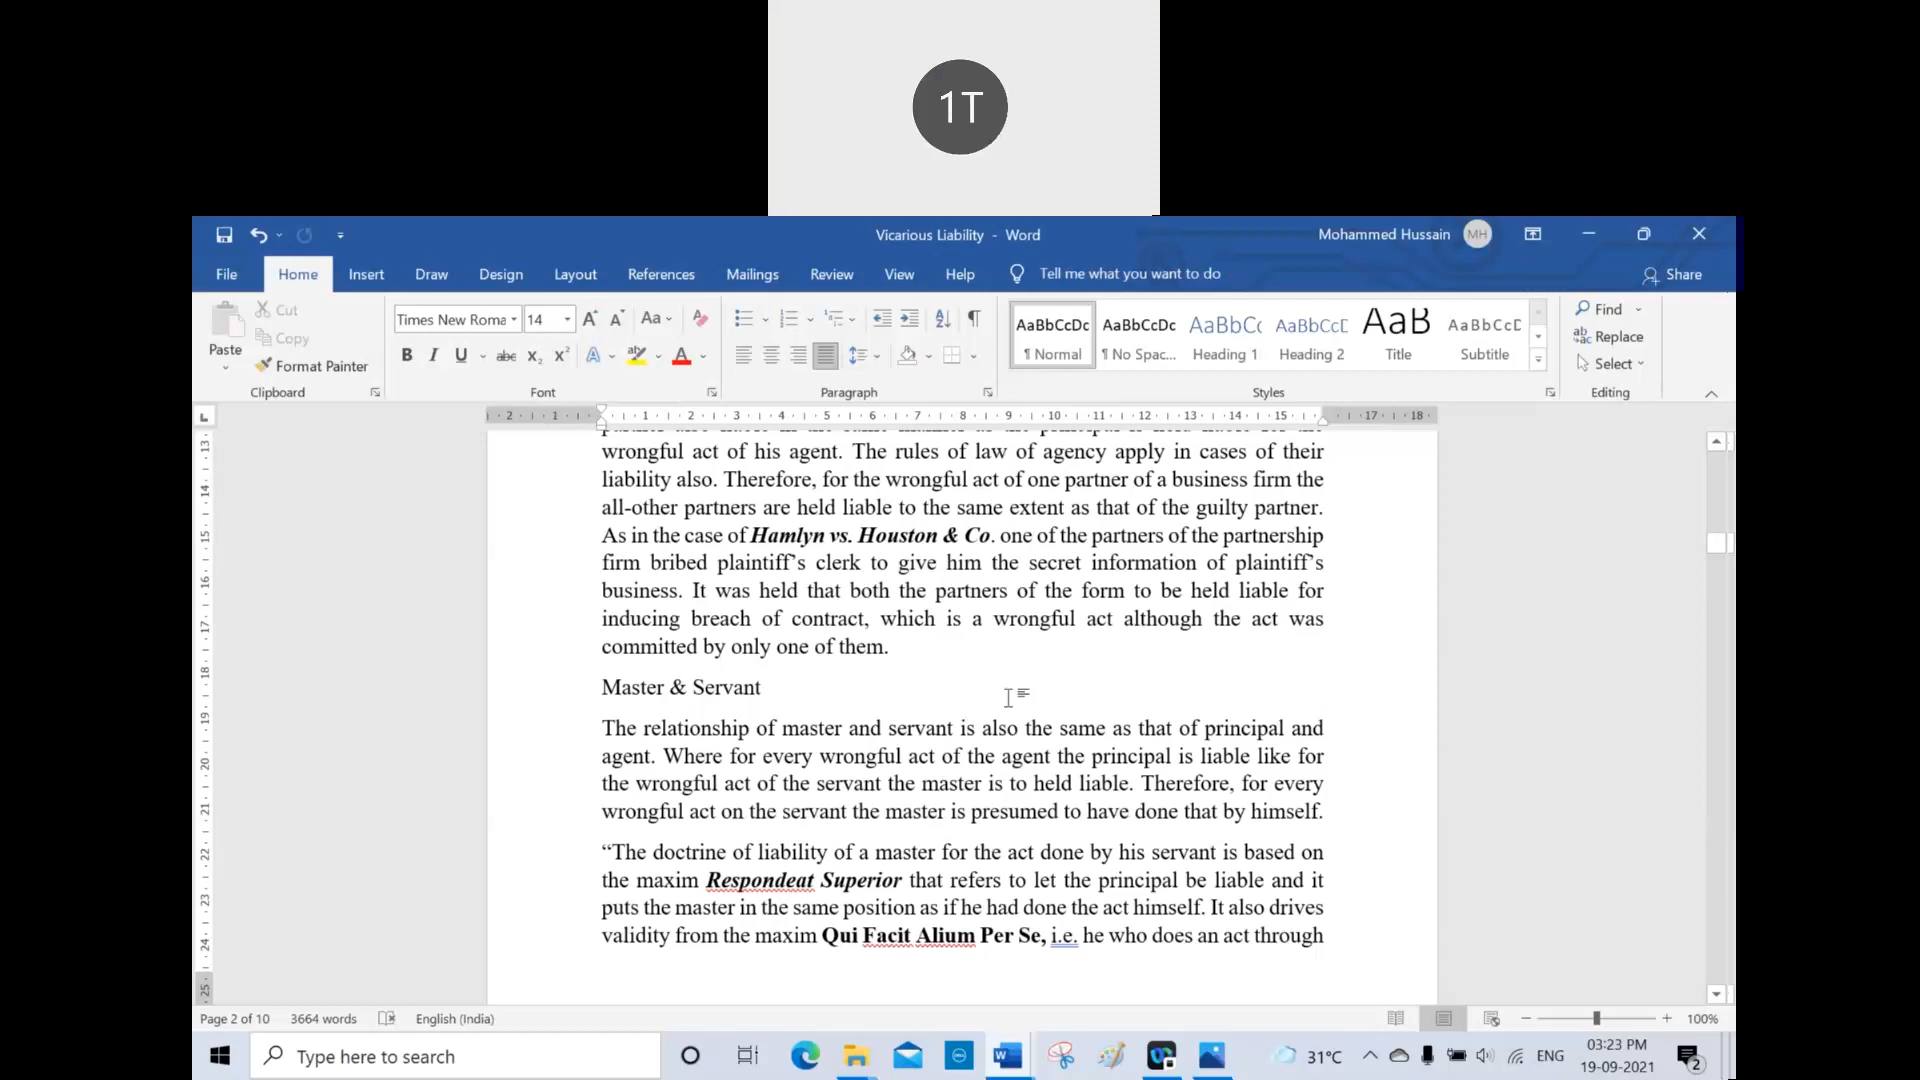 1T
Vicarious Liability - Word
Mohammed Hussain MH
File Home Insert Draw Design Layout References Mailings Review View Help Tell me what you want to do Share
Paste
Cut
Copy
Format Painter
Clipboard
Times New Roma 14
Font
Paragraph
AaBbCcDc AaBbCcDc AaBbCc AaBbCcD AaB AaBbCcD
¶ Normal ¶ No Spac... Heading 1 Heading 2 Title Subtitle
Styles
Find
Replace
Select
Editing
wrongful act of his agent. The rules of law of agency apply in cases of their
liability also. Therefore, for the wrongful act of one partner of a business firm the
all-other partners are held liable to the same extent as that of the guilty partner.
As in the case of Hamlyn vs. Houston & Co. one of the partners of the partnership
firm bribed plaintiff’s clerk to give him the secret information of plaintiff’s
business. It was held that both the partners of the form to be held liable for
inducing breach of contract, which is a wrongful act although the act was
committed by only one of them.
Master & Servant
The relationship of master and servant is also the same as that of principal and
agent. Where for every wrongful act of the agent the principal is liable like for
the wrongful act of the servant the master is to held liable. Therefore, for every
wrongful act on the servant the master is presumed to have done that by himself.
“The doctrine of liability of a master for the act done by his servant is based on
the maxim Respondeat Superior that refers to let the principal be liable and it
puts the master in the same position as if he had done the act himself. It also drives
validity from the maxim Qui Facit Alium Per Se, i.e. he who does an act through
Page 2 of 10 3664 words English (India) 100%
Type here to search
31°C ENG
03:23 PM
19-09-2021
2